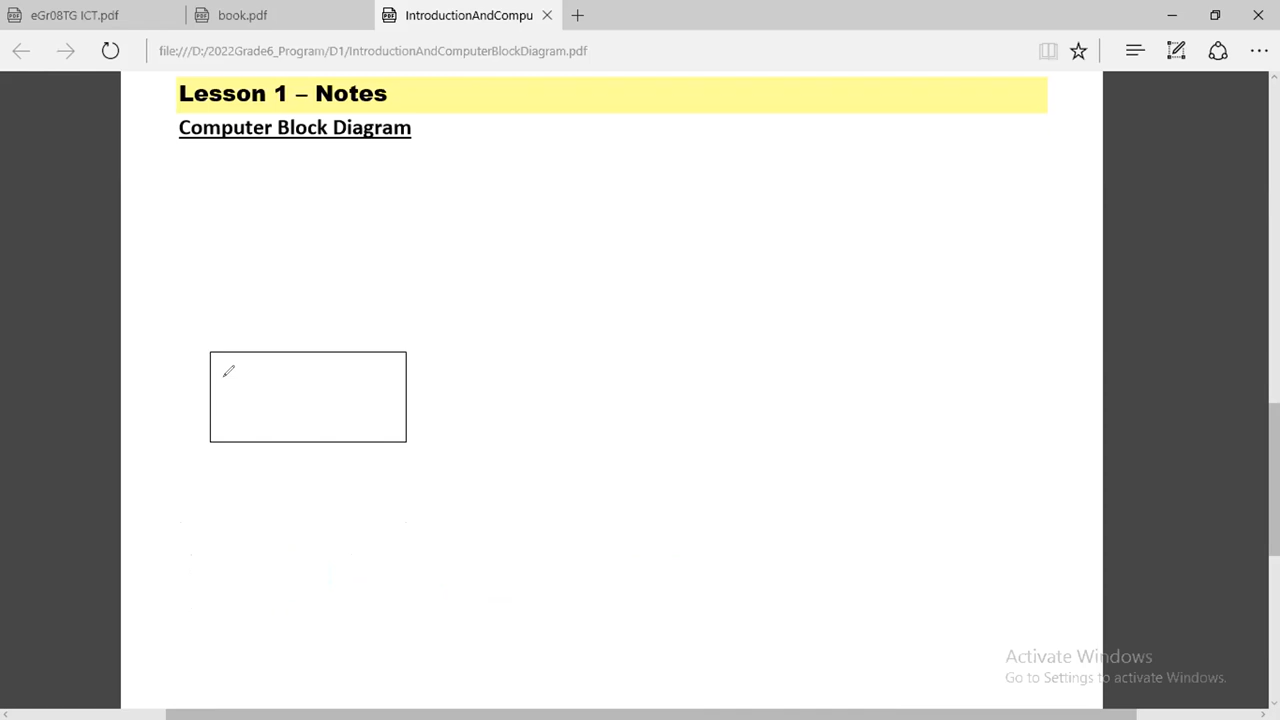 eGr08TG ICT.pdf
book.pdf
IntroductionAndCompu
file:///D:/2022Grade6_Program/D1/IntroductionAndComputerBlockDiagram.pdf
Lesson 1 – Notes
Computer Block Diagram
Activate Windows
Go to Settings to activate Windows.